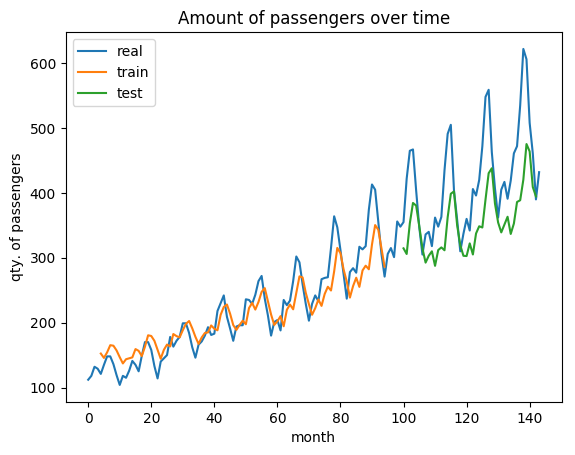 Amount of passengers over time
real
train
test
qty. of passengers
600
500
400
300
200
100
0 20 40 60 80 100 120 140
month